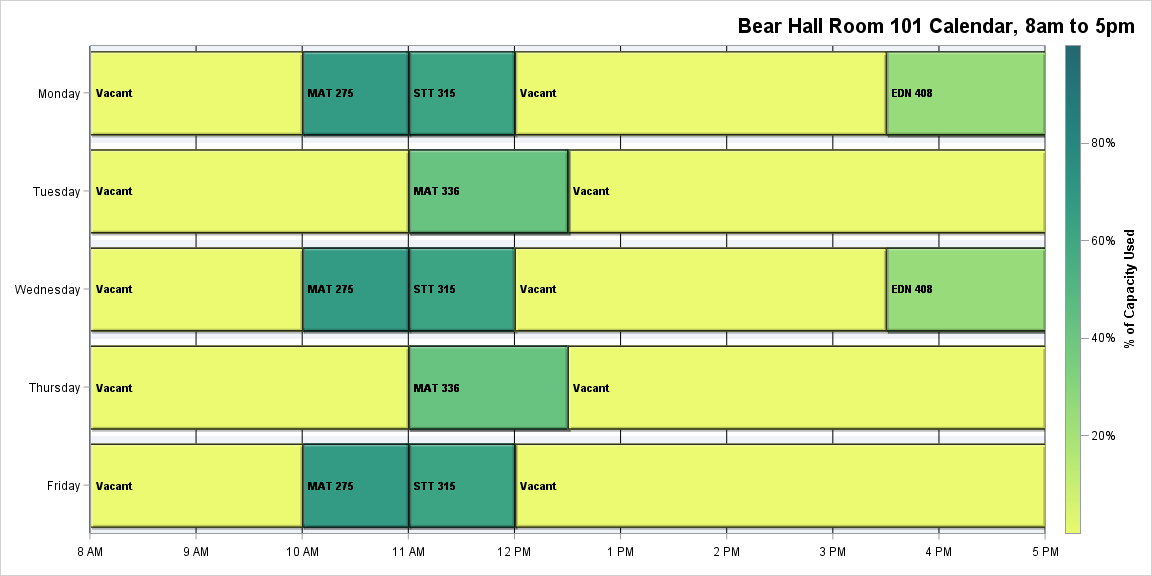 Bear Hall Room 101 Calendar, 8am to 5pm
Monday
Vacant
MAT 275
STT 315
Vacant
EDN 408
Tuesday
Vacant
MAT 336
Vacant
Wednesday
Vacant
MAT 275
STT 315
Vacant
EDN 408
Thursday
Vacant
MAT 336
Vacant
Friday
Vacant
MAT 275
STT 315
Vacant
8 AM
9 AM
10 AM
11 AM
12 PM
1 PM
2 PM
3 PM
4 PM
5 PM
80%
60%
40%
20%
% of Capacity Used